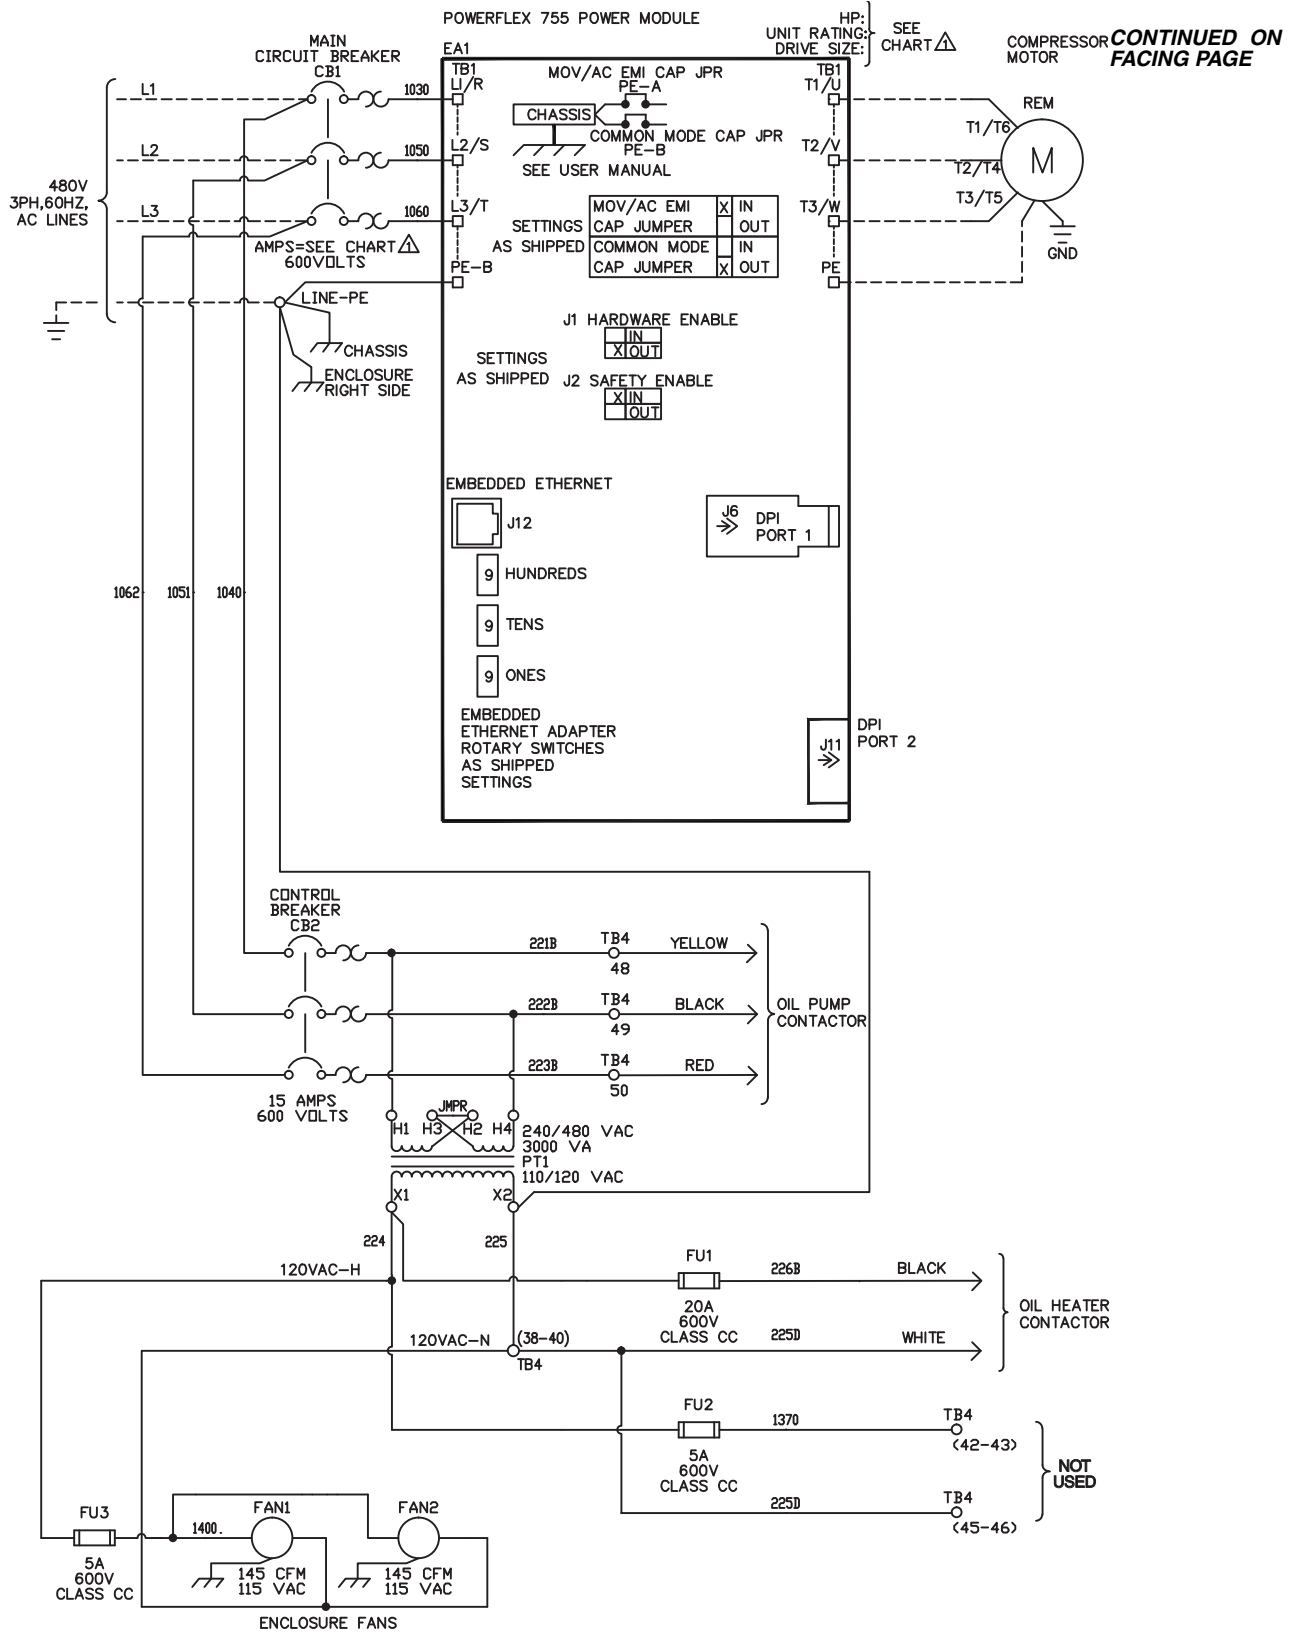 POWERFLEX 755 POWER MODULE
HP:
UNIT RATING:
DRIVE SIZE:
SEE
CHART 1
COMPRESSOR
MOTOR
CONTINUED ON
FACING PAGE
MAIN
CIRCUIT BREAKER
CB1
EA1
TB1
L1/R
MOV/AC EMI CAP JPR
PE-A
TB1
T1/U
L1
1030
CHASSIS
COMMON MODE CAP JPR
PE-B
SEE USER MANUAL
REM
T1/T6
M
L2
1050
L2/S
T2/V
T2/T4
480V
3PH,60HZ,
AC LINES
L3
1060
L3/T
T3/W
T3/T5
GND
AMPS=SEE CHART 1
600VOLTS
SETTINGS
AS SHIPPED
MOV/AC EMI X IN
CAP JUMPER OUT
COMMON MODE IN
CAP JUMPER X OUT
PE-B
PE
LINE-PE
CHASSIS
ENCLOSURE
RIGHT SIDE
J1 HARDWARE ENABLE
IN
X OUT
SETTINGS
AS SHIPPED
J2 SAFETY ENABLE
X IN
OUT
EMBEDDED ETHERNET
J12
J6
DPI
PORT 1
9 HUNDREDS
9 TENS
9 ONES
1062
1051
1040
EMBEDDED
ETHERNET ADAPTER
ROTARY SWITCHES
AS SHIPPED
SETTINGS
J11
DPI
PORT 2
CONTROL
BREAKER
CB2
221B
TB4
48
YELLOW
222B
TB4
49
BLACK
223B
TB4
50
RED
OIL PUMP
CONTACTOR
15 AMPS
600 VOLTS
JMPR
H1 H3 H2 H4
240/480 VAC
3000 VA
PT1
110/120 VAC
X1
X2
224
225
120VAC-H
FU1
20A
600V
CLASS CC
226B
BLACK
120VAC-N
(38-40)
TB4
225D
WHITE
OIL HEATER
CONTACTOR
FU2
5A
600V
CLASS CC
1370
TB4
(42-43)
225D
TB4
(45-46)
NOT
USED
FU3
5A
600V
CLASS CC
1400.
FAN1
145 CFM
115 VAC
FAN2
145 CFM
115 VAC
ENCLOSURE FANS